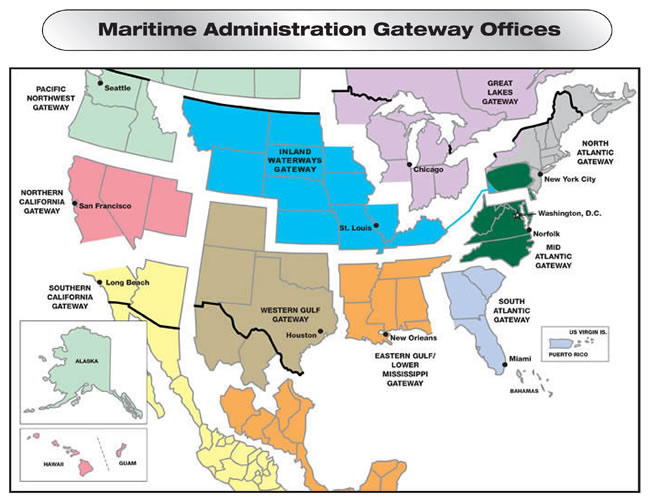 Maritime Administration Gateway Offices
PACIFIC
NORTHWEST
GATEWAY
Seattle
GREAT
LAKES
GATEWAY
INLAND
WATERWAYS
GATEWAY
Chicago
NORTH
ATLANTIC
GATEWAY
New York City
NORTHERN
CALIFORNIA
GATEWAY
San Francisco
St. Louis
Washington, D.C.
Norfolk
MID
ATLANTIC
GATEWAY
SOUTHERN
CALIFORNIA
GATEWAY
Long Beach
WESTERN GULF
GATEWAY
Houston
New Orleans
EASTERN GULF/
LOWER
MISSISSIPPI
GATEWAY
SOUTH
ATLANTIC
GATEWAY
US VIRGIN IS.
PUERTO RICO
Miami
BAHAMAS
ALASKA
HAWAII
GUAM